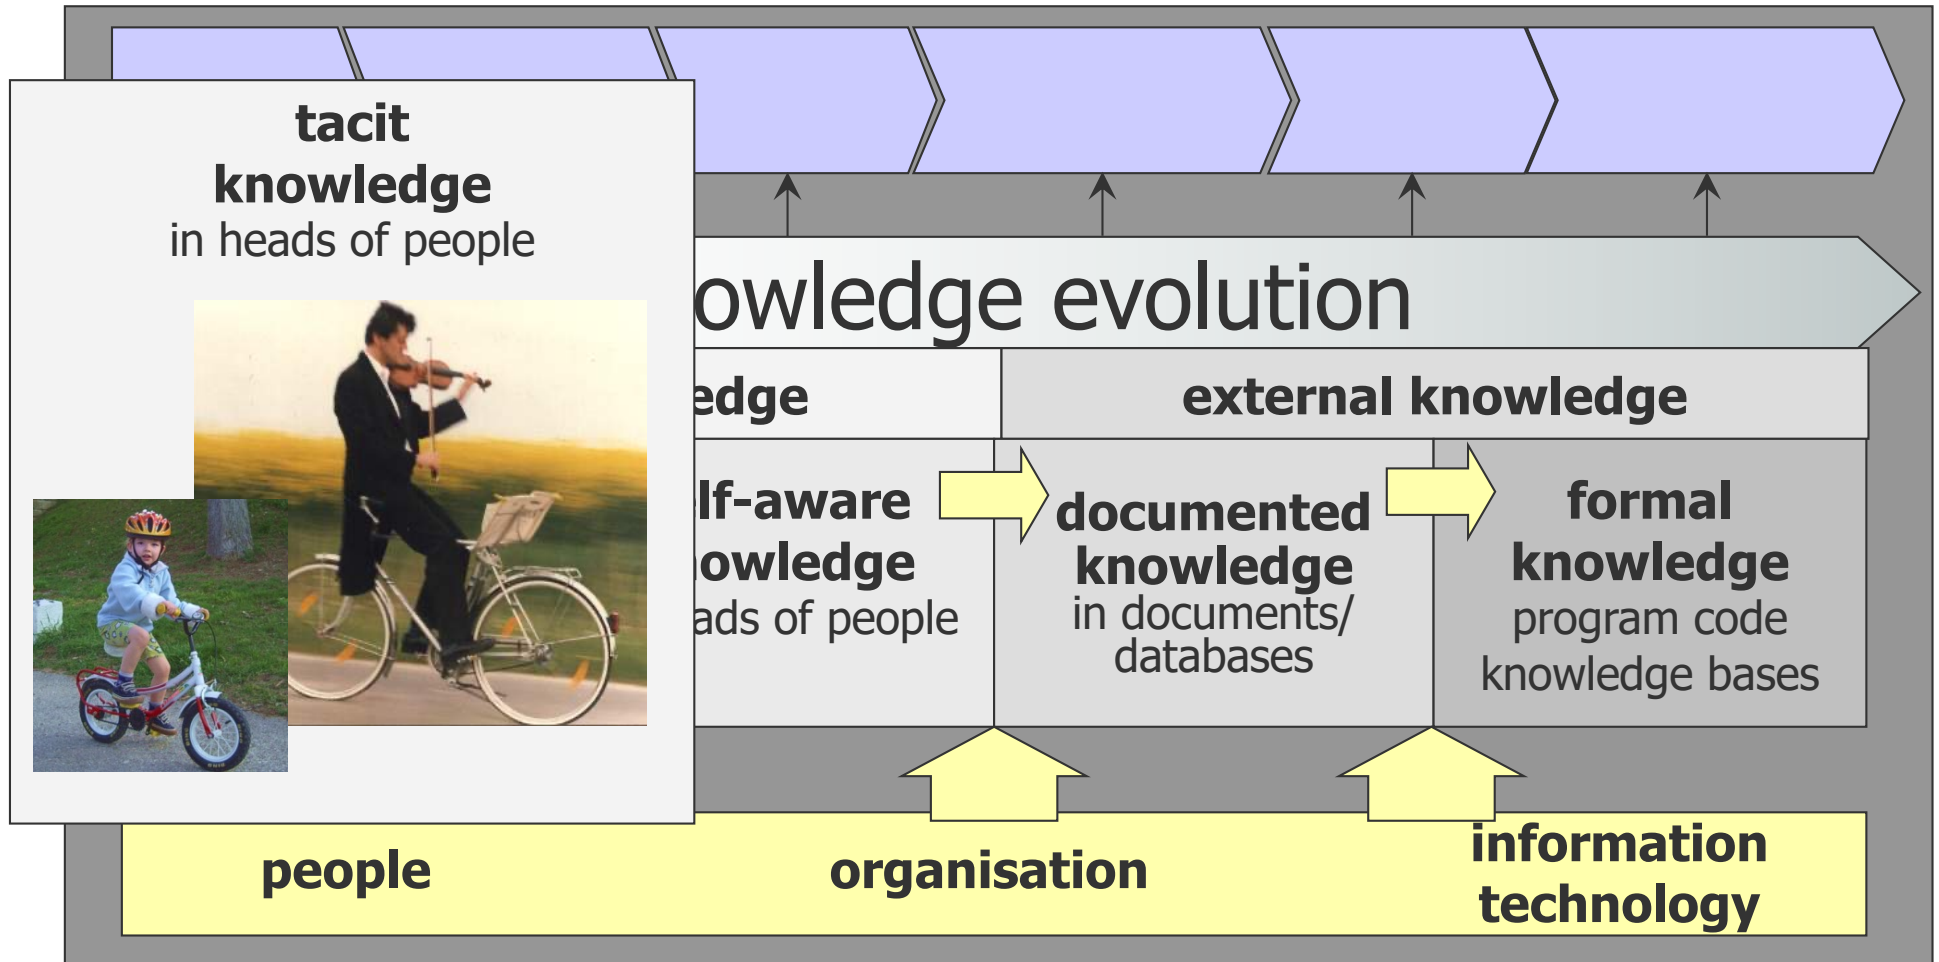 tacit
knowledge
in heads of people
owledge evolution
edge
external knowledge
lf-aware
owledge
ads of people
documented
knowledge
in documents/
databases
formal
knowledge
program code
knowledge bases
people
organisation
information
technology